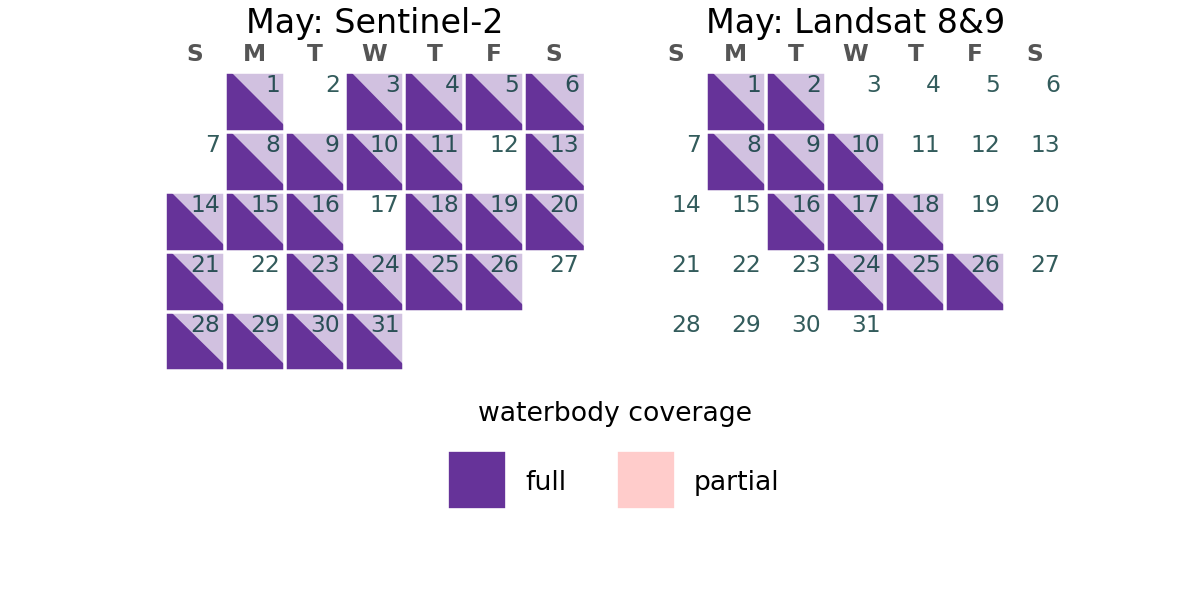 May: Sentinel-2
S M T W T F S
1 2 3 4 5 6
7 8 9 10 11 12 13
14 15 16 17 18 19 20
21 22 23 24 25 26 27
28 29 30 31
May: Landsat 8&9
S M T W T F S
1 2 3 4 5 6
7 8 9 10 11 12 13
14 15 16 17 18 19 20
21 22 23 24 25 26 27
28 29 30 31
waterbody coverage
full partial